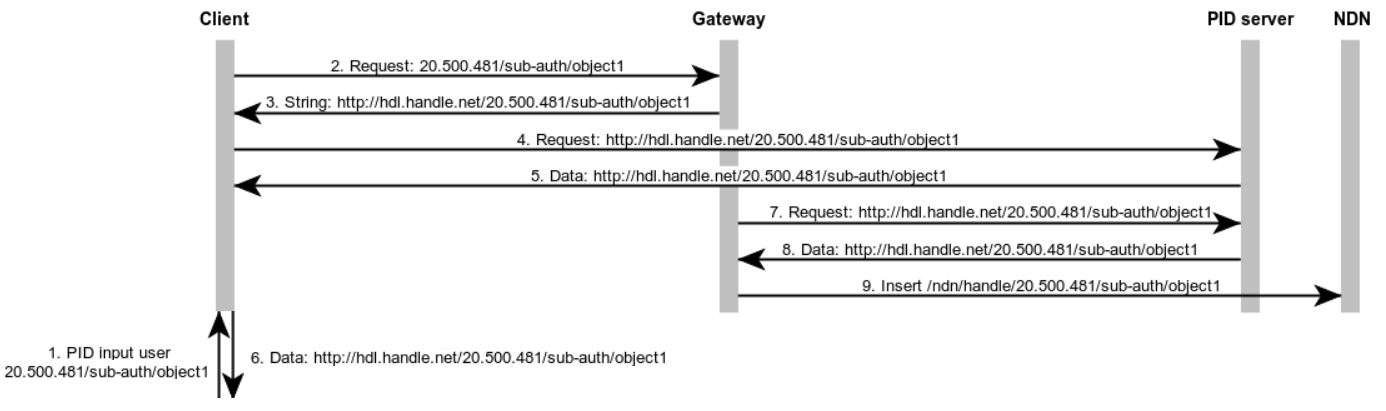 Client
Gateway
PID server
NDN
2. Request: 20.500.481/sub-auth/object1
3. String: http://hdl.handle.net/20.500.481/sub-auth/object1
4. Request: http://hdl.handle.net/20.500.481/sub-auth/object1
5. Data: http://hdl.handle.net/20.500.481/sub-auth/object1
7. Request: http://hdl.handle.net/20.500.481/sub-auth/object1
8. Data: http://hdl.handle.net/20.500.481/sub-auth/object1
9. Insert /ndn/handle/20.500.481/sub-auth/object1
1. PID input user
20.500.481/sub-auth/object1
6. Data: http://hdl.handle.net/20.500.481/sub-auth/object1